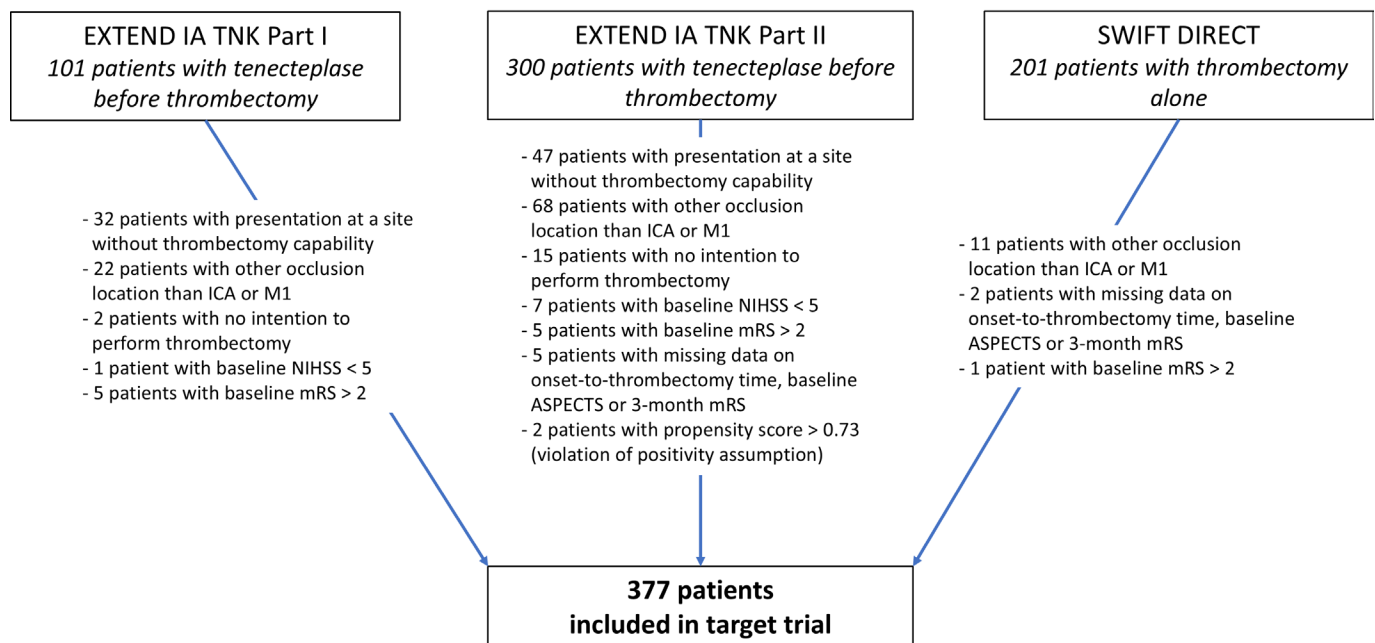 EXTEND IA TNK Part I
101 patients with tenecteplase
before thrombectomy
EXTEND IA TNK Part II
300 patients with tenecteplase before
thrombectomy
SWIFT DIRECT
201 patients with thrombectomy
alone
- 32 patients with presentation at a site
without thrombectomy capability
- 22 patients with other occlusion
location than ICA or M1
- 2 patients with no intention to
perform thrombectomy
- 1 patient with baseline NIHSS < 5
- 5 patients with baseline mRS > 2
- 47 patients with presentation at a site
without thrombectomy capability
- 68 patients with other occlusion
location than ICA or M1
- 15 patients with no intention to
perform thrombectomy
- 7 patients with baseline NIHSS < 5
- 5 patients with baseline mRS > 2
- 5 patients with missing data on
onset-to-thrombectomy time, baseline
ASPECTS or 3-month mRS
- 2 patients with propensity score > 0.73
(violation of positivity assumption)
- 11 patients with other occlusion
location than ICA or M1
- 2 patients with missing data on
onset-to-thrombectomy time, baseline
ASPECTS or 3-month mRS
- 1 patient with baseline mRS > 2
377 patients
included in target trial